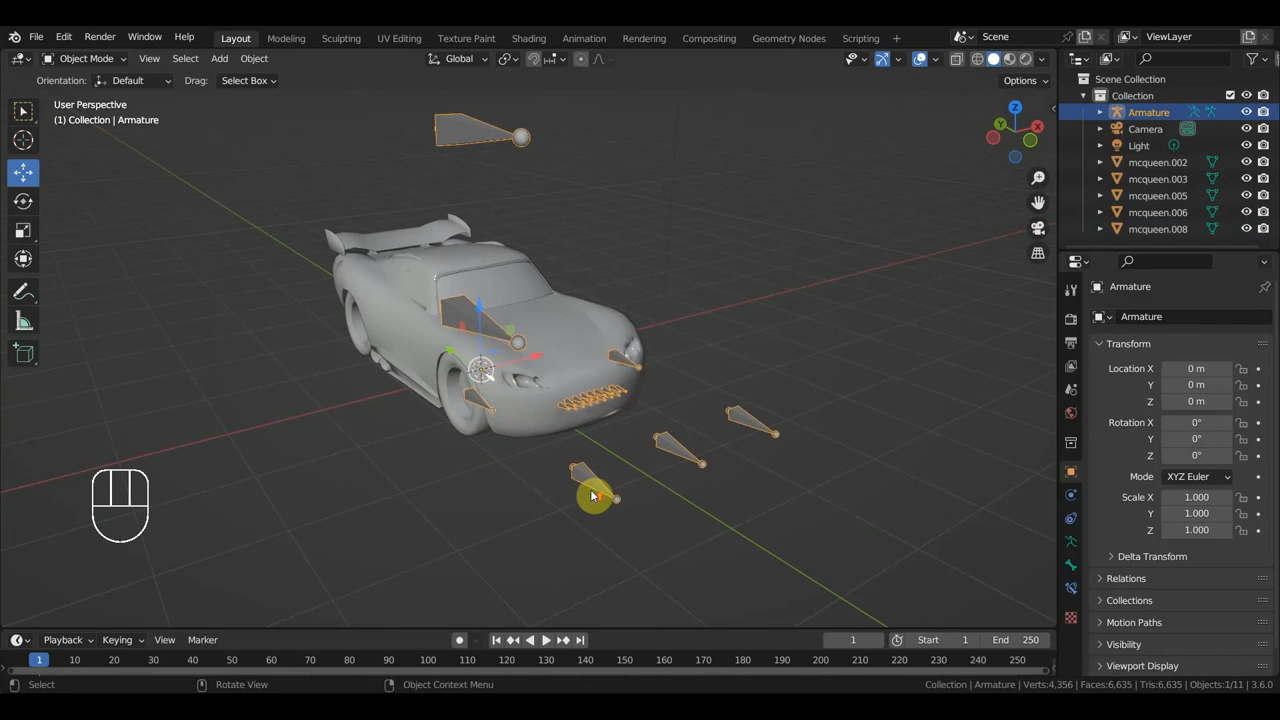 File Edit Render Window Help Layout Modeling Sculpting UV Editing Texture Paint Shading Animation Rendering Compositing Geometry Nodes Scripting + Scene ViewLayer
Object Mode View Select Add Object Global
Orientation: Default Drag: Select Box Options
Scene Collection
Collection
Armature
Camera
Light
mcqueen.002
mcqueen.003
mcqueen.005
mcqueen.006
mcqueen.008
User Perspective
(1) Collection | Armature
Z
Y
X
Armature
Armature
Transform
Location X 0 m
Y 0 m
Z 0 m
Rotation X 0°
Y 0°
Z 0°
Mode XYZ Euler
Scale X 1.000
Y 1.000
Z 1.000
Delta Transform
Relations
Collections
Motion Paths
Visibility
Viewport Display
Playback Keying View Marker 1 Start 1 End 250
1 10 20 30 40 50 60 70 80 90 100 110 120 130 140 150 160 170 180 190 200 210 220 230 240 250
Select Rotate View Object Context Menu Collection | Armature | Verts:4,356 | Faces:6,635 | Tris:6,635 | Objects:1/11 | 3.6.0